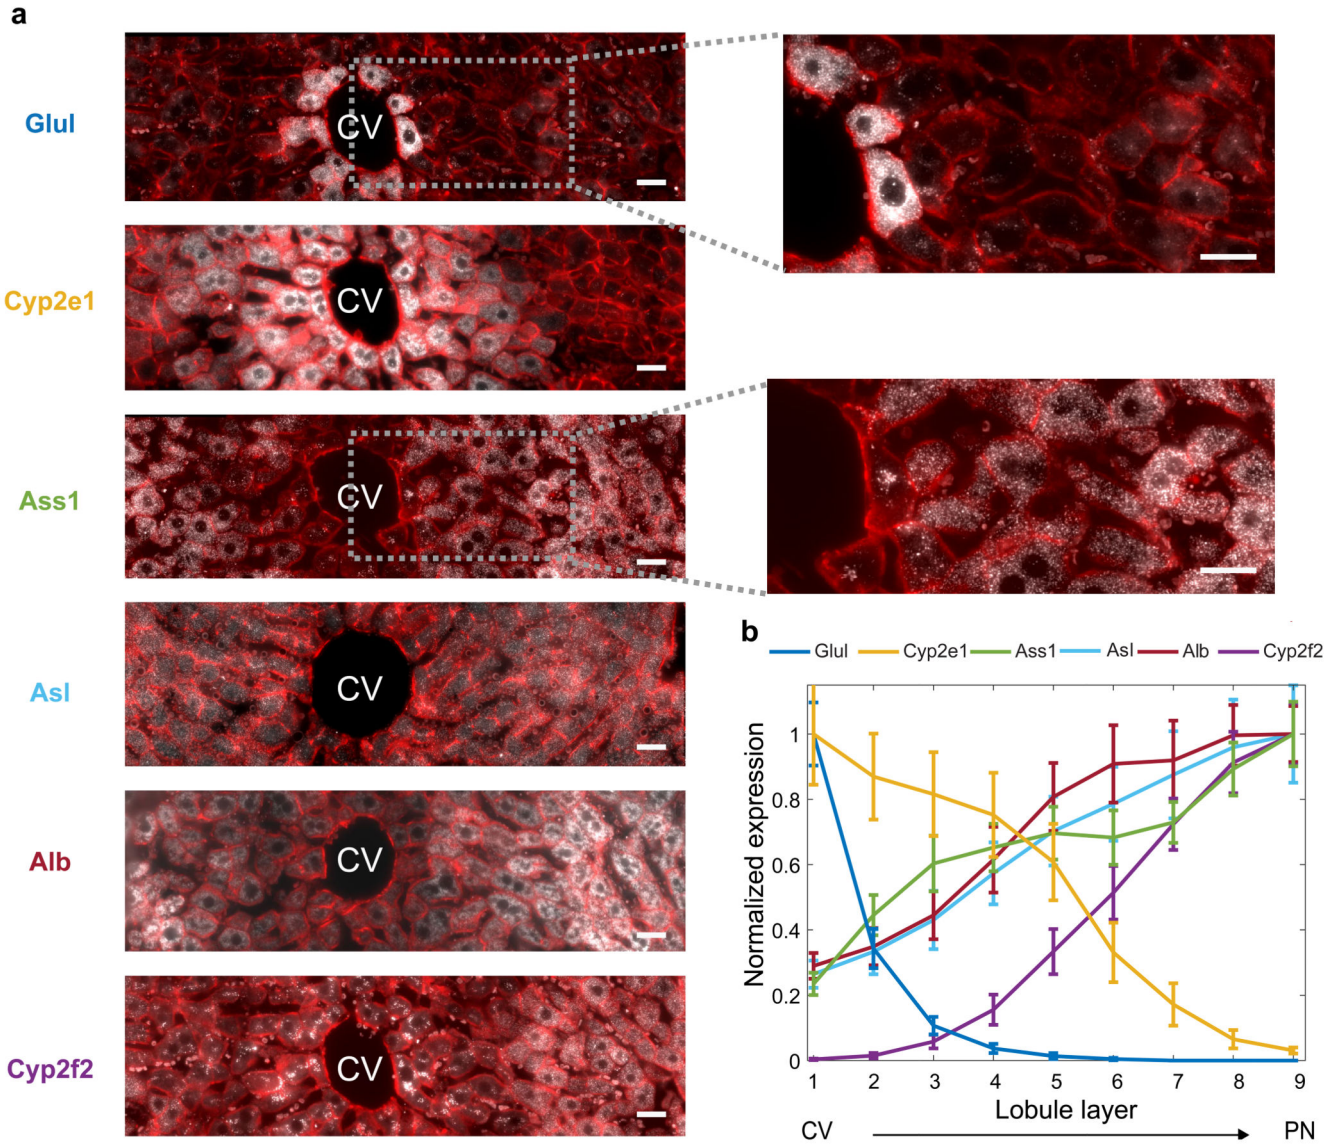 a
Glul
CV
Cyp2e1
CV
Ass1
CV
Asl
CV
Alb
CV
Cyp2f2
CV
b
Glul Cyp2e1 Ass1 Asl Alb Cyp2f2
Normalized expression
1
0.8
0.6
0.4
0.2
0
1 2 3 4 5 6 7 8 9
Lobule layer
CV PN